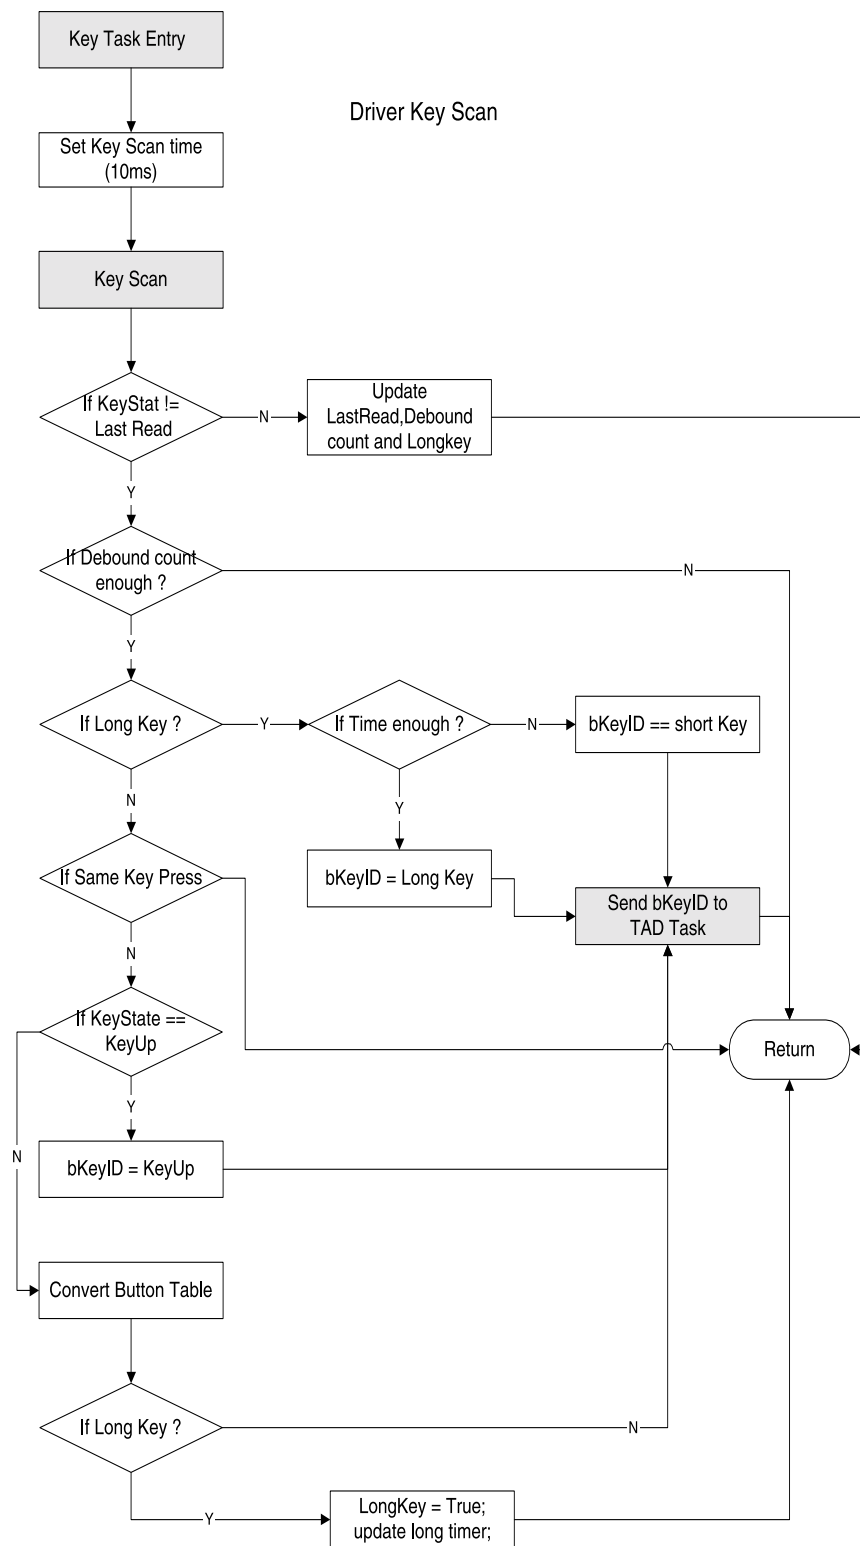 Key Task Entry
Driver Key Scan
Set Key Scan time
(10ms)
Key Scan
If KeyStat !=
Last Read
N
Update
LastRead,Debound
count and Longkey
Y
If Debound count
enough ?
N
Y
If Long Key ?
Y
If Time enough ?
N
bKeyID == short Key
N
Y
If Same Key Press
bKeyID = Long Key
Send bKeyID to
TAD Task
N
If KeyState ==
KeyUp
Return
Y
N
bKeyID = KeyUp
Convert Button Table
If Long Key ?
N
Y
LongKey = True;
update long timer;